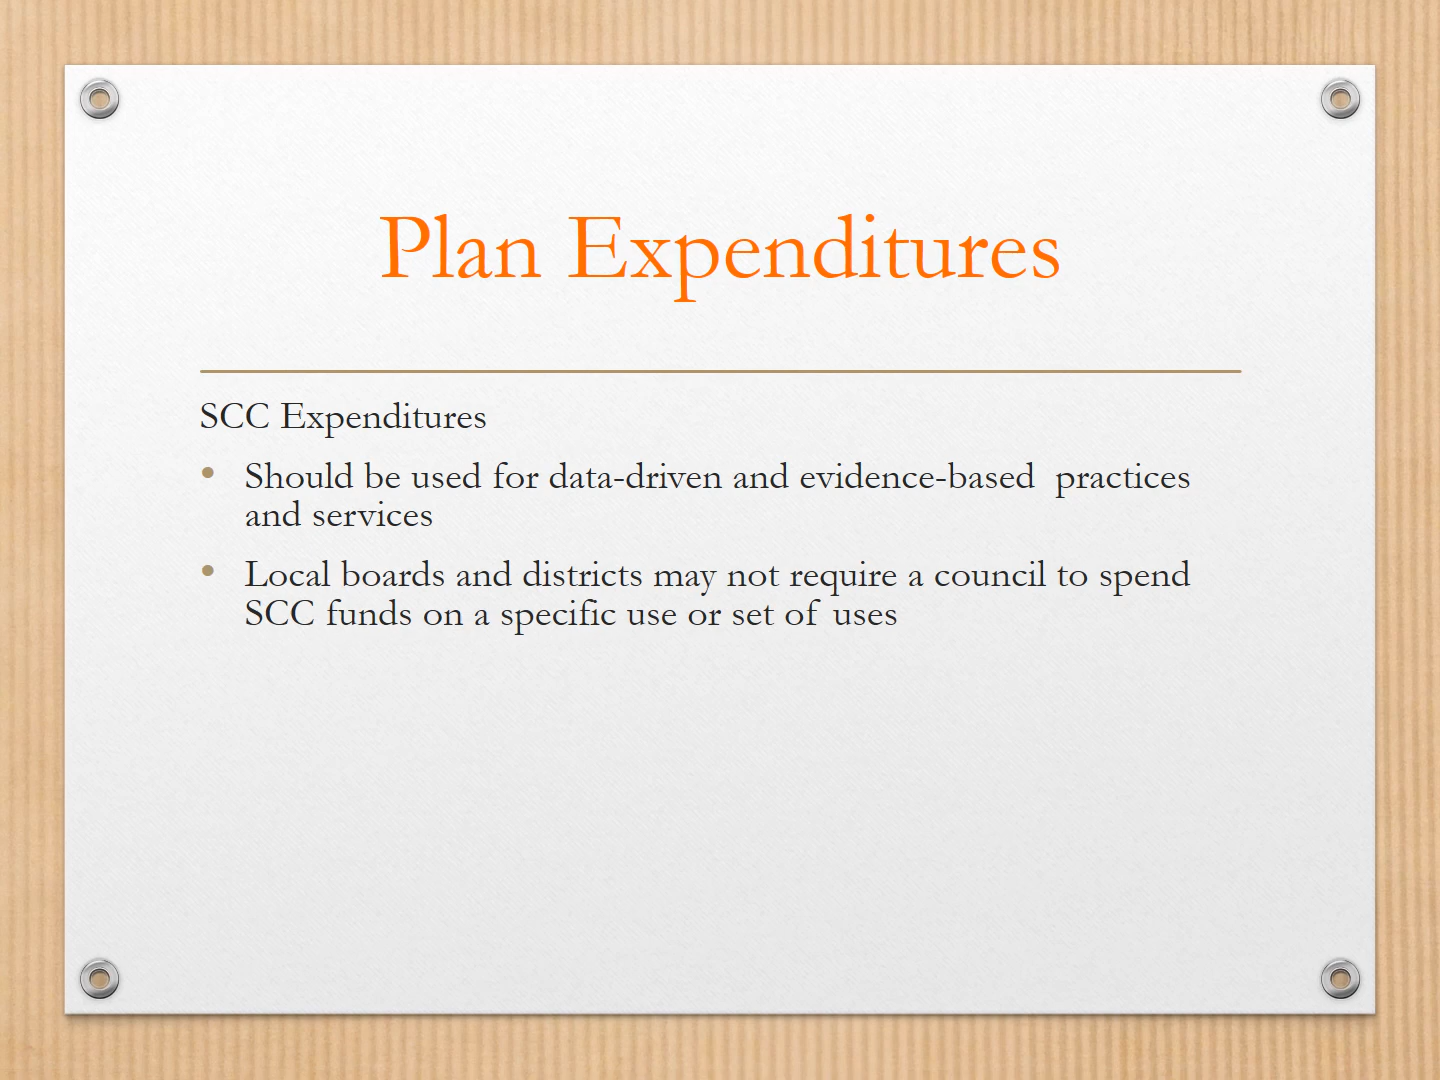 Plan Expenditures
SCC Expenditures
• Should be used for data-driven and evidence-based  practices
and services
• Local boards and districts may not require a council to spend
SCC funds on a specific use or set of uses